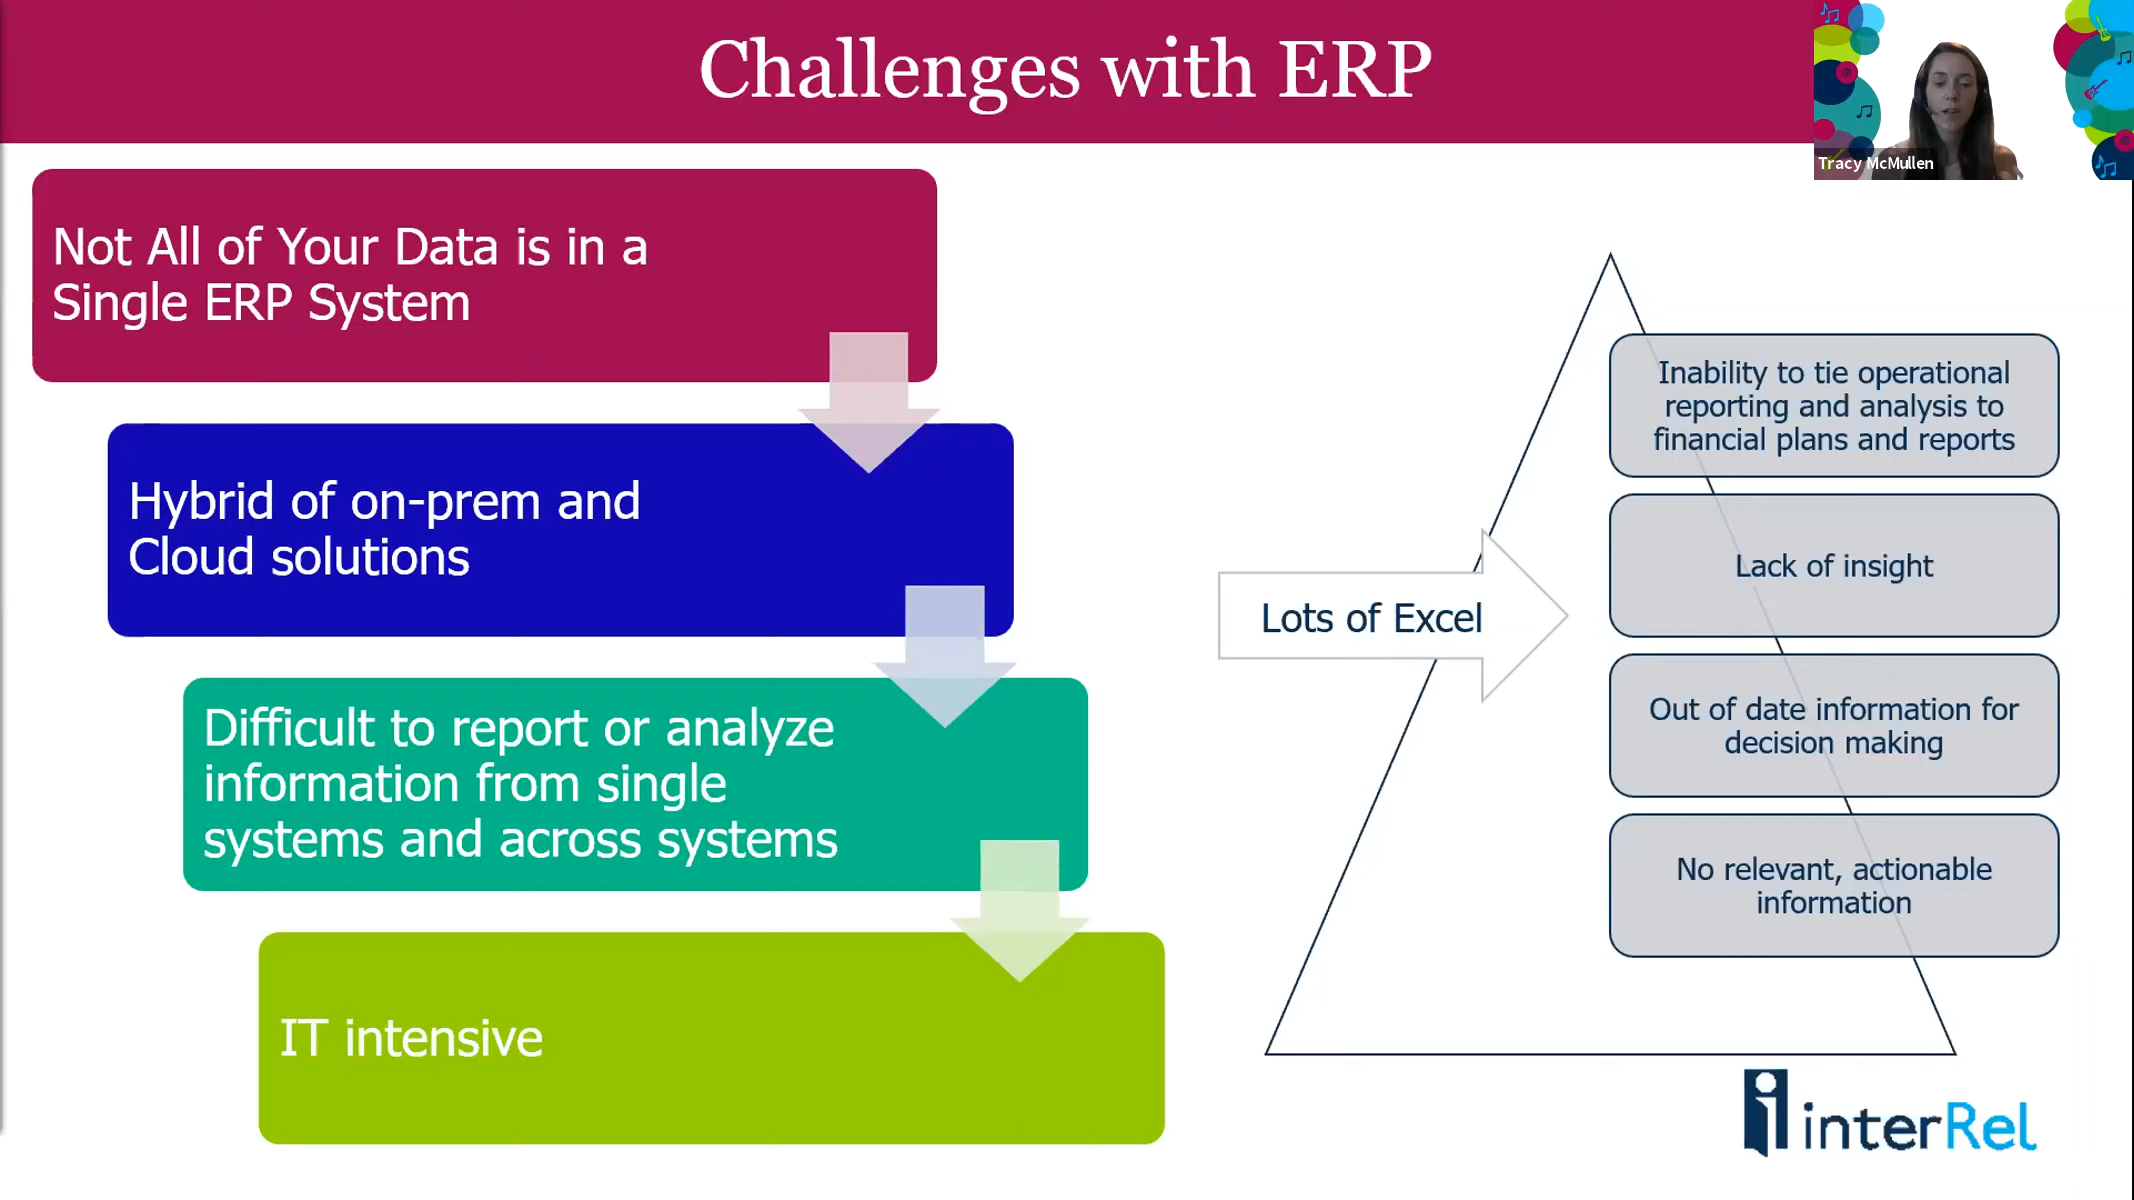 Challenges with ERP
Tracy McMullen
Not All of Your Data is in a
Single ERP System
Hybrid of on-prem and
Cloud solutions
Difficult to report or analyze
information from single
systems and across systems
IT intensive
Lots of Excel
Inability to tie operational
reporting and analysis to
financial plans and reports
Lack of insight
Out of date information for
decision making
No relevant, actionable
information
interRel